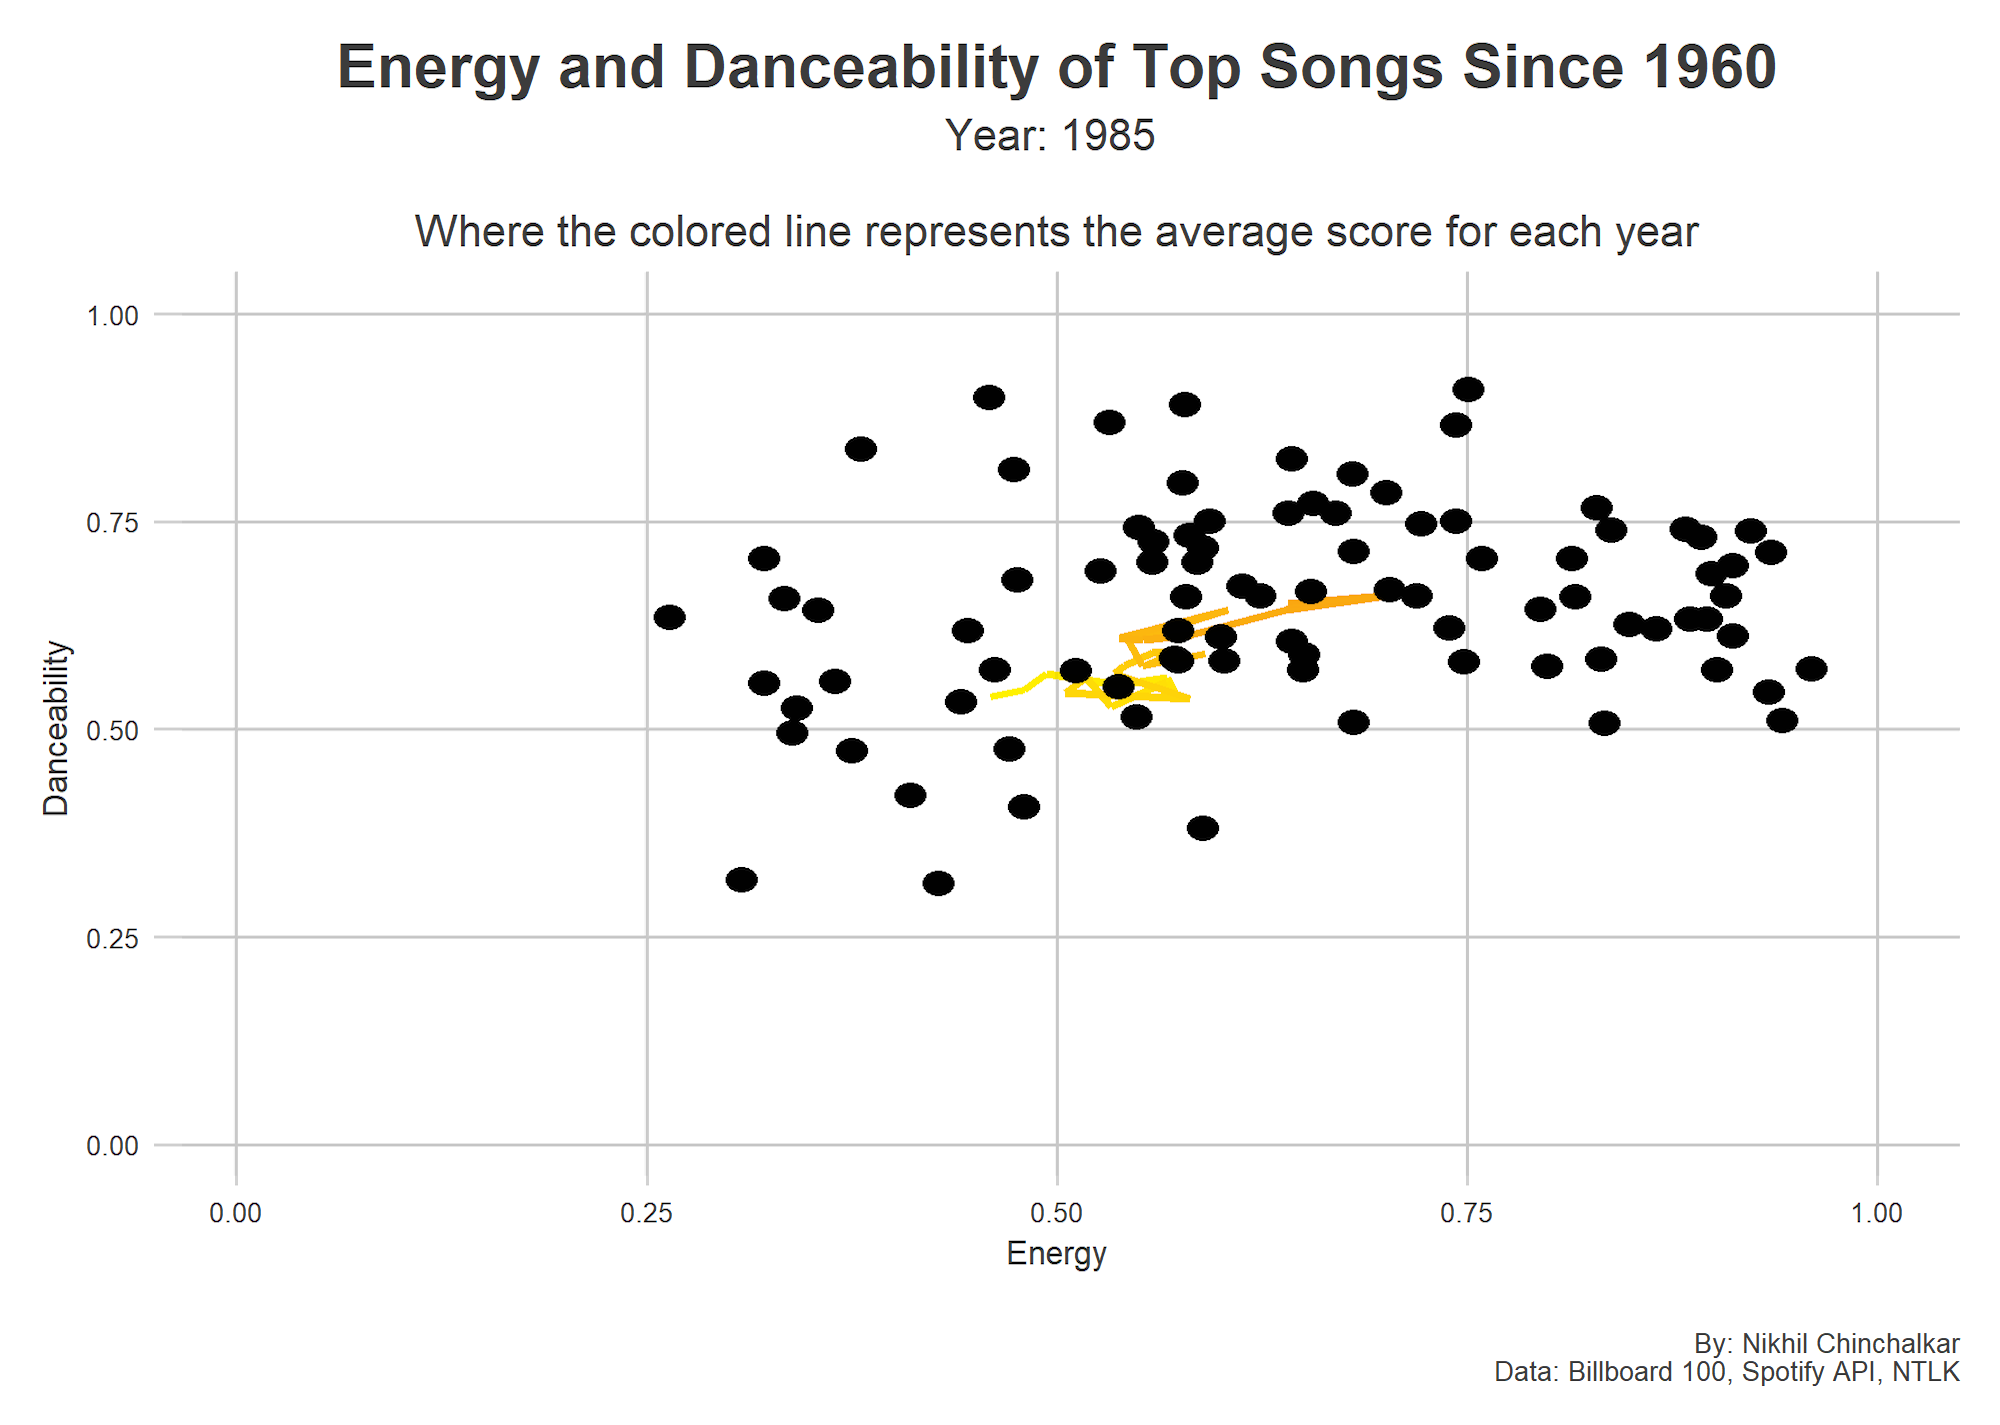 Energy and Danceability of Top Songs Since 1960
Year: 1985
Where the colored line represents the average score for each year
1.00
0.75
0.50
0.25
0.00
Danceability
0.00 0.25 0.50 0.75 1.00
Energy
By: Nikhil Chinchalkar
Data: Billboard 100, Spotify API, NTLK